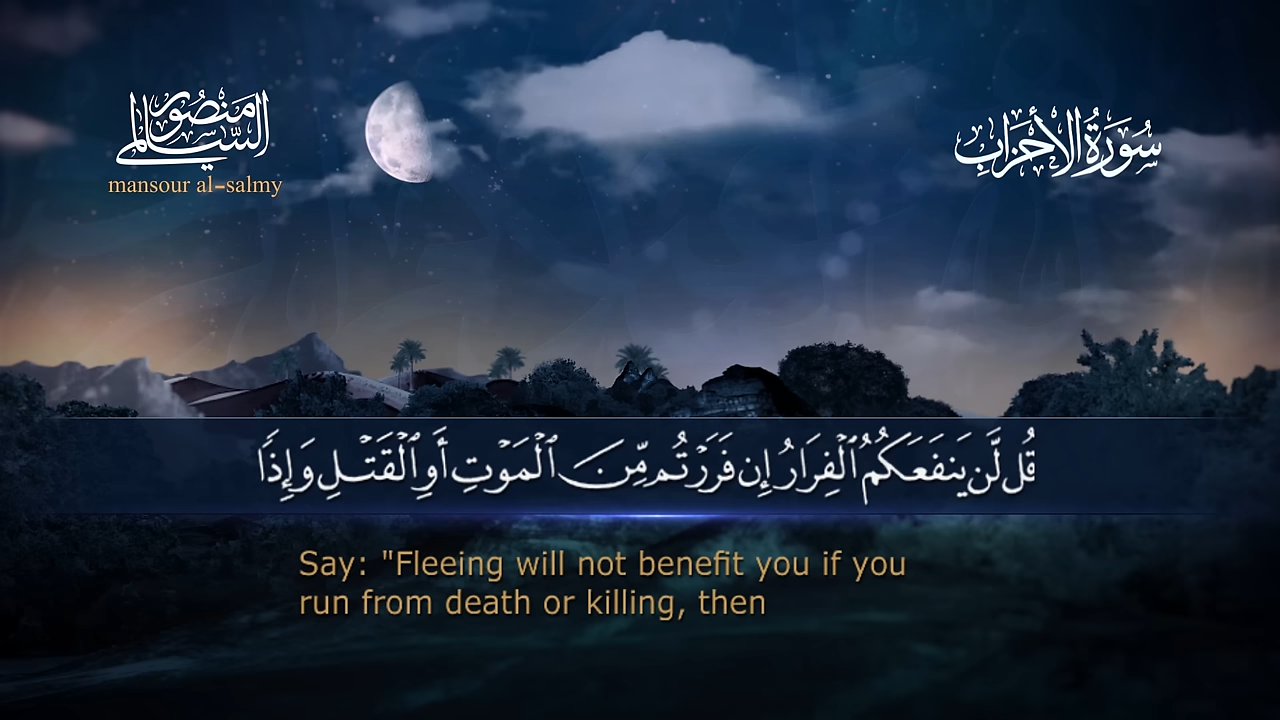 منصور
السالمي
mansour al-salmy
سُورَةُ الأَحْزَابِ
قُل لَّن يَنفَعَكُمُ ٱلْفِرَارُ إِن فَرَرْتُم مِّنَ ٱلْمَوْتِ أَوِ ٱلْقَتْلِ وَإِذًا
Say: "Fleeing will not benefit you if you
run from death or killing, then